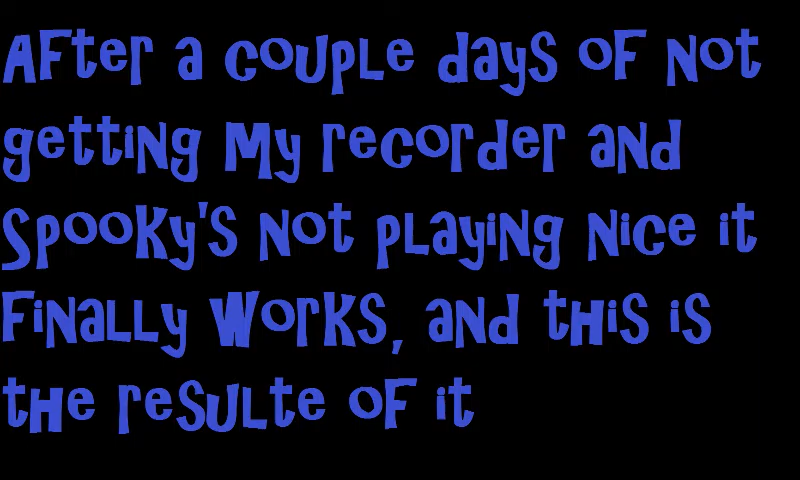 After a couple days of not
getting My recorder and
Spooky's not playing nice it
finally works, and this is
the resulte of it